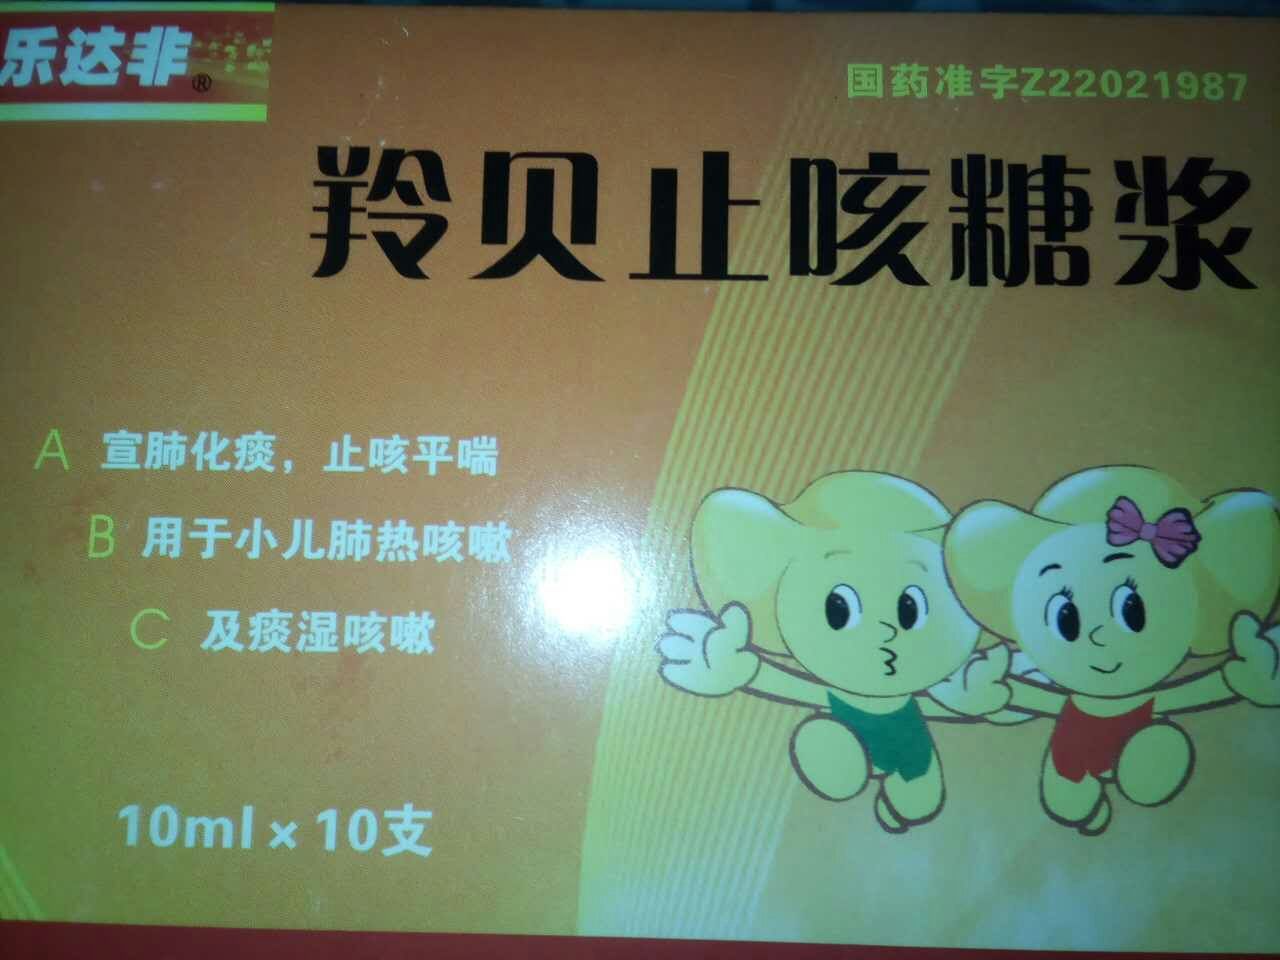 乐达非®
国药准字Z22021987
羚贝止咳糖浆
A 宣肺化痰，止咳平喘
B 用于小儿肺热咳嗽
C 及痰湿咳嗽
10ml×10支